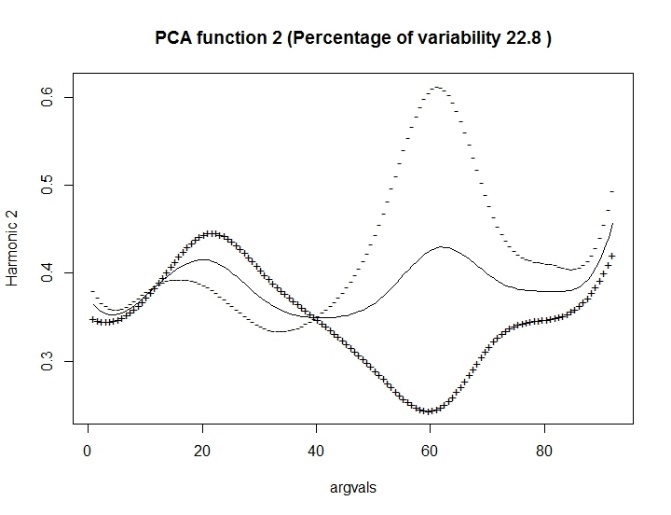 PCA function 2 (Percentage of variability 22.8 )
Harmonic 2
0.6
0.5
0.4
0.3
0 20 40 60 80
argvals